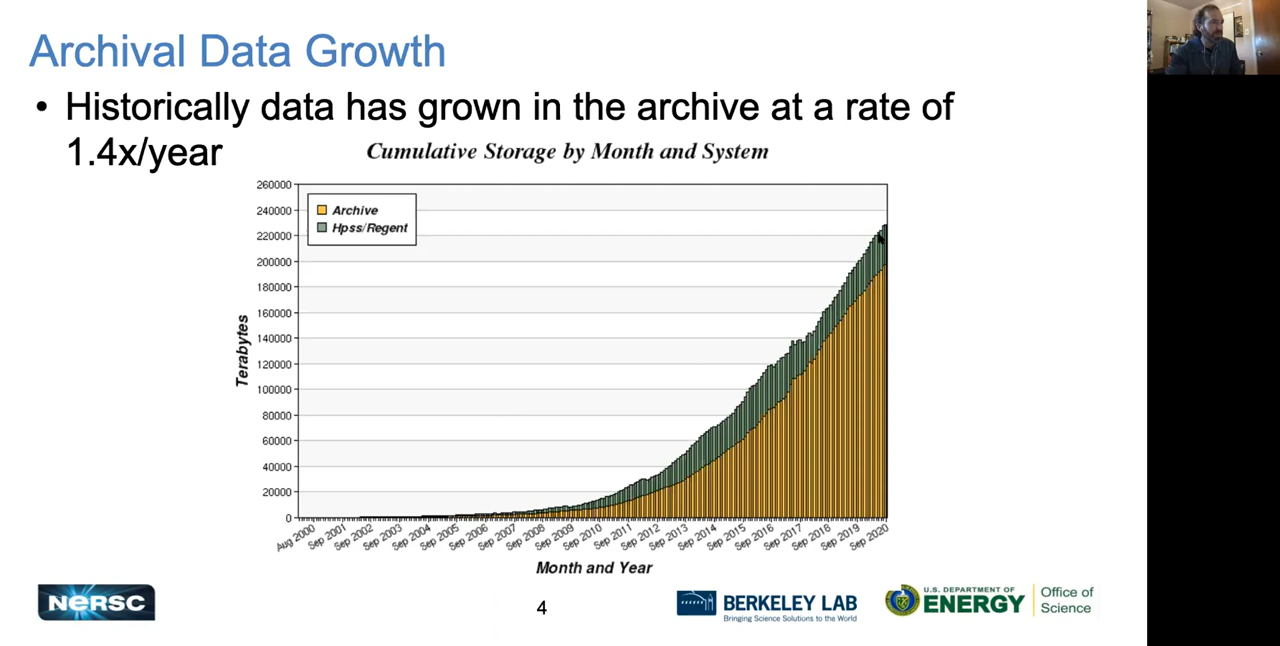 Archival Data Growth
• Historically data has grown in the archive at a rate of
1.4x/year
Cumulative Storage by Month and System
260000
240000
220000
200000
180000
160000
140000
120000
100000
80000
60000
40000
20000
0
Archive
Hpss/Regent
Terabytes
Aug 2000
Sep 2001
Sep 2002
Sep 2003
Sep 2004
Sep 2005
Sep 2006
Sep 2007
Sep 2008
Sep 2009
Sep 2010
Sep 2011
Sep 2012
Sep 2013
Sep 2014
Sep 2015
Sep 2016
Sep 2017
Sep 2018
Sep 2019
Sep 2020
Month and Year
NERSC
4
BERKELEY LAB
Bringing Science Solutions to the World
U.S. DEPARTMENT OF
ENERGY
Office of
Science